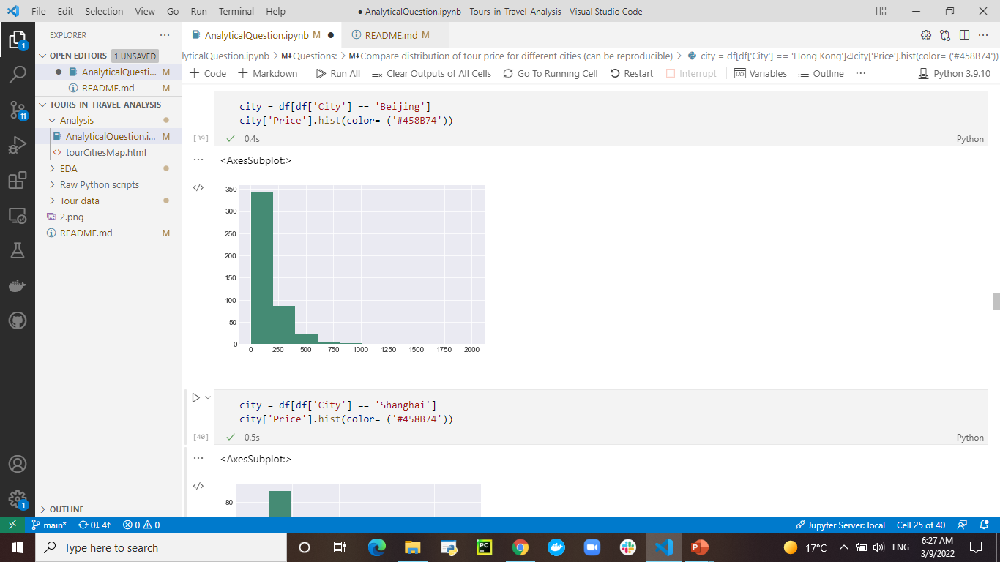 File Edit Selection View Go Run Terminal Help
● AnalyticalQuestion.ipynb - Tours-in-Travel-Analysis - Visual Studio Code
EXPLORER
OPEN EDITORS 1 UNSAVED
AnalyticalQuesti... M
README.md M
TOURS-IN-TRAVEL-ANALYSIS
Analysis
AnalyticalQuestion.i... M
tourCitiesMap.html
EDA
Raw Python scripts
Tour data
2.png
README.md M
OUTLINE
1
11
1
AnalyticalQuestion.ipynb M ●
README.md M
lyticalQuestion.ipynb > M↓Questions: > M↓Compare distribution of tour price for different cities (can be reproducible) > city = df[df['City'] == 'Hong Kong']⏎city['Price'].hist(color= ('#458B74'))
+ Code + Markdown Run All Clear Outputs of All Cells Go To Running Cell Restart Interrupt Variables Outline ... Python 3.9.10
city = df[df['City'] == 'Beijing']
city['Price'].hist(color= ('#458B74'))
[39] ✓ 0.4s Python
<AxesSubplot:>
350
300
250
200
150
100
50
0
0 250 500 750 1000 1250 1500 1750 2000
city = df[df['City'] == 'Shanghai']
city['Price'].hist(color= ('#458B74'))
[40] ✓ 0.5s Python
<AxesSubplot:>
80
main* 0↓ 4↑ 0 0 Jupyter Server: local Cell 25 of 40
Type here to search
PC
17°C ENG 6:27 AM
3/9/2022